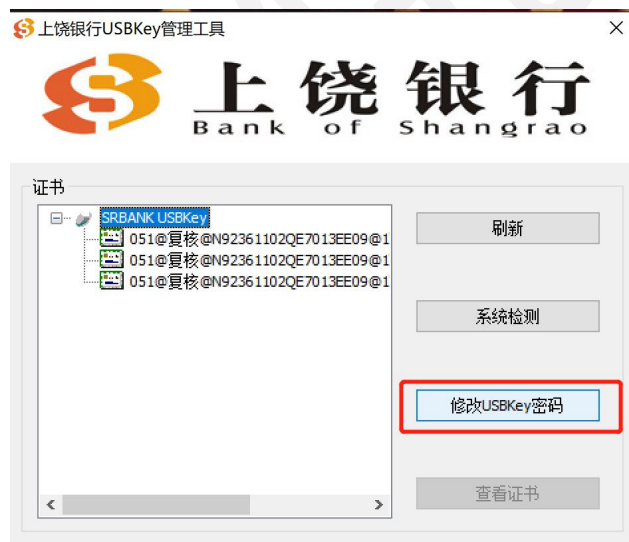 上饶银行USBKey管理工具
上饶银行
Bank of Shangrao
证书
SRBANK USBKey
051@复核@N92361102QE7013EE09@1
051@复核@N92361102QE7013EE09@1
051@复核@N92361102QE7013EE09@1
刷新
系统检测
修改USBKey密码
查看证书